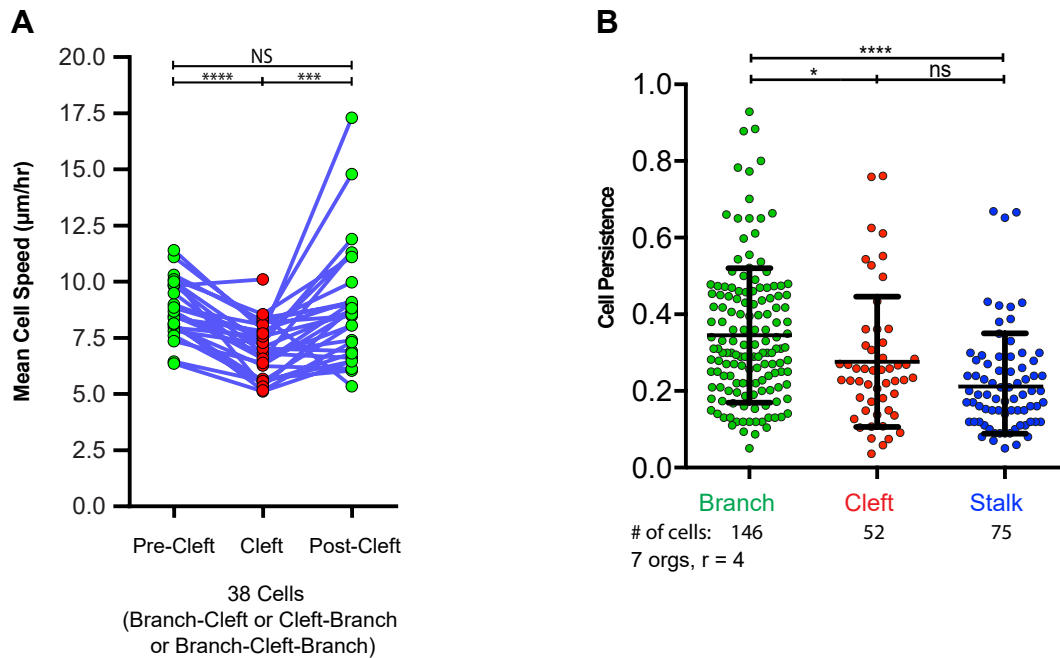 A
NS
****
***
20.0
17.5
15.0
12.5
10.0
7.5
5.0
2.5
0.0
Mean Cell Speed (µm/hr)
Pre-Cleft Cleft Post-Cleft
38 Cells
(Branch-Cleft or Cleft-Branch
or Branch-Cleft-Branch)
B
****
*
ns
1.0
0.8
0.6
0.4
0.2
0.0
Cell Persistence
Branch Cleft Stalk
# of cells: 146 52 75
7 orgs, r = 4